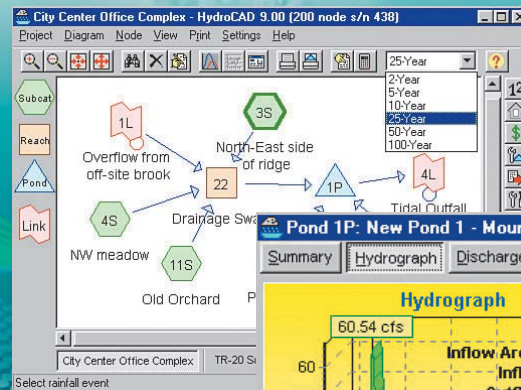 City Center Office Complex - HydroCAD 9.00 (200 node s/n 438)
Project Diagram Node View Print Settings Help
25-Year
2-Year
5-Year
10-Year
25-Year
50-Year
100-Year
Subcat
Reach
Pond
Link
1L
Overflow from
off-site brook
3S
North-East side
of ridge
22
Drainage Swa
1P
4L
Tidal Outfall
4S
NW meadow
11S
Old Orchard
P
City Center Office Complex
TR-20 S
Select rainfall event
Pond 1P: New Pond 1 - Moun
Summary Hydrograph Discharge
Hydrograph
60.54 cfs
60
Inflow Are
Infl